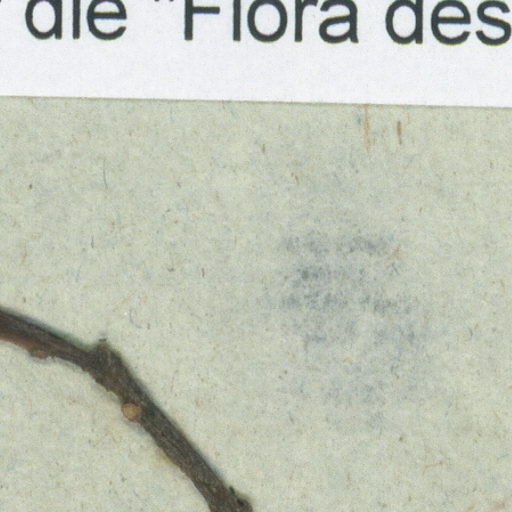 die "Flora des